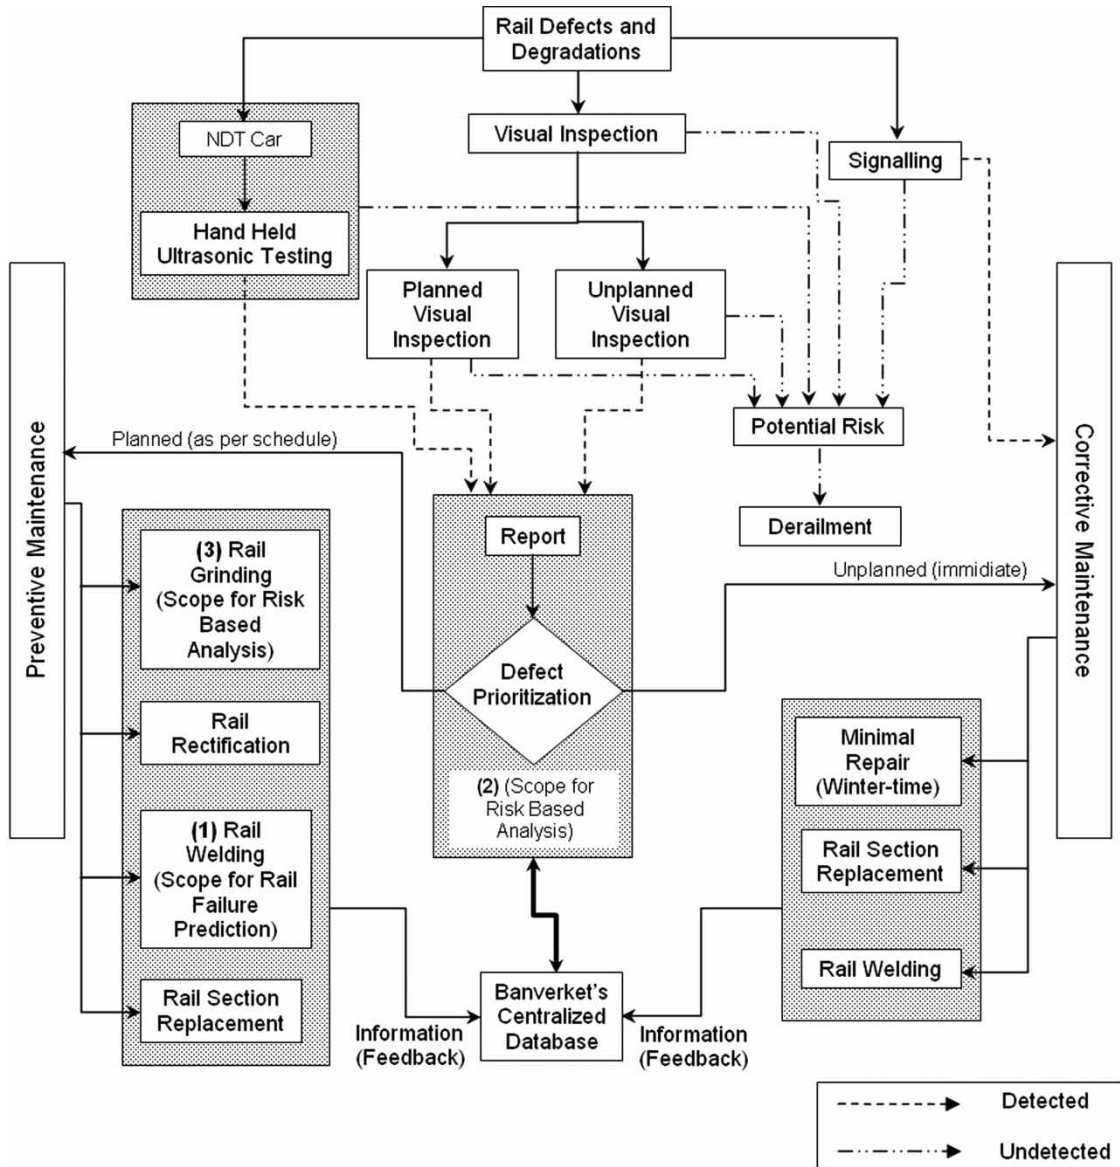 Rail Defects and
Degradations
NDT Car
Visual Inspection
Signalling
Hand Held
Ultrasonic Testing
Planned
Visual
Inspection
Unplanned
Visual
Inspection
Potential Risk
Derailment
Preventive Maintenance
Corrective Maintenance
Planned (as per schedule)
Report
Unplanned (immidiate)
Defect
Prioritization
(2) (Scope for
Risk Based
Analysis)
(3) Rail
Grinding
(Scope for Risk
Based
Analysis)
Rail
Rectification
(1) Rail
Welding
(Scope for Rail
Failure
Prediction)
Rail Section
Replacement
Minimal
Repair
(Winter-time)
Rail Section
Replacement
Rail Welding
Information
(Feedback)
Banverket's
Centralized
Database
Information
(Feedback)
Detected
Undetected